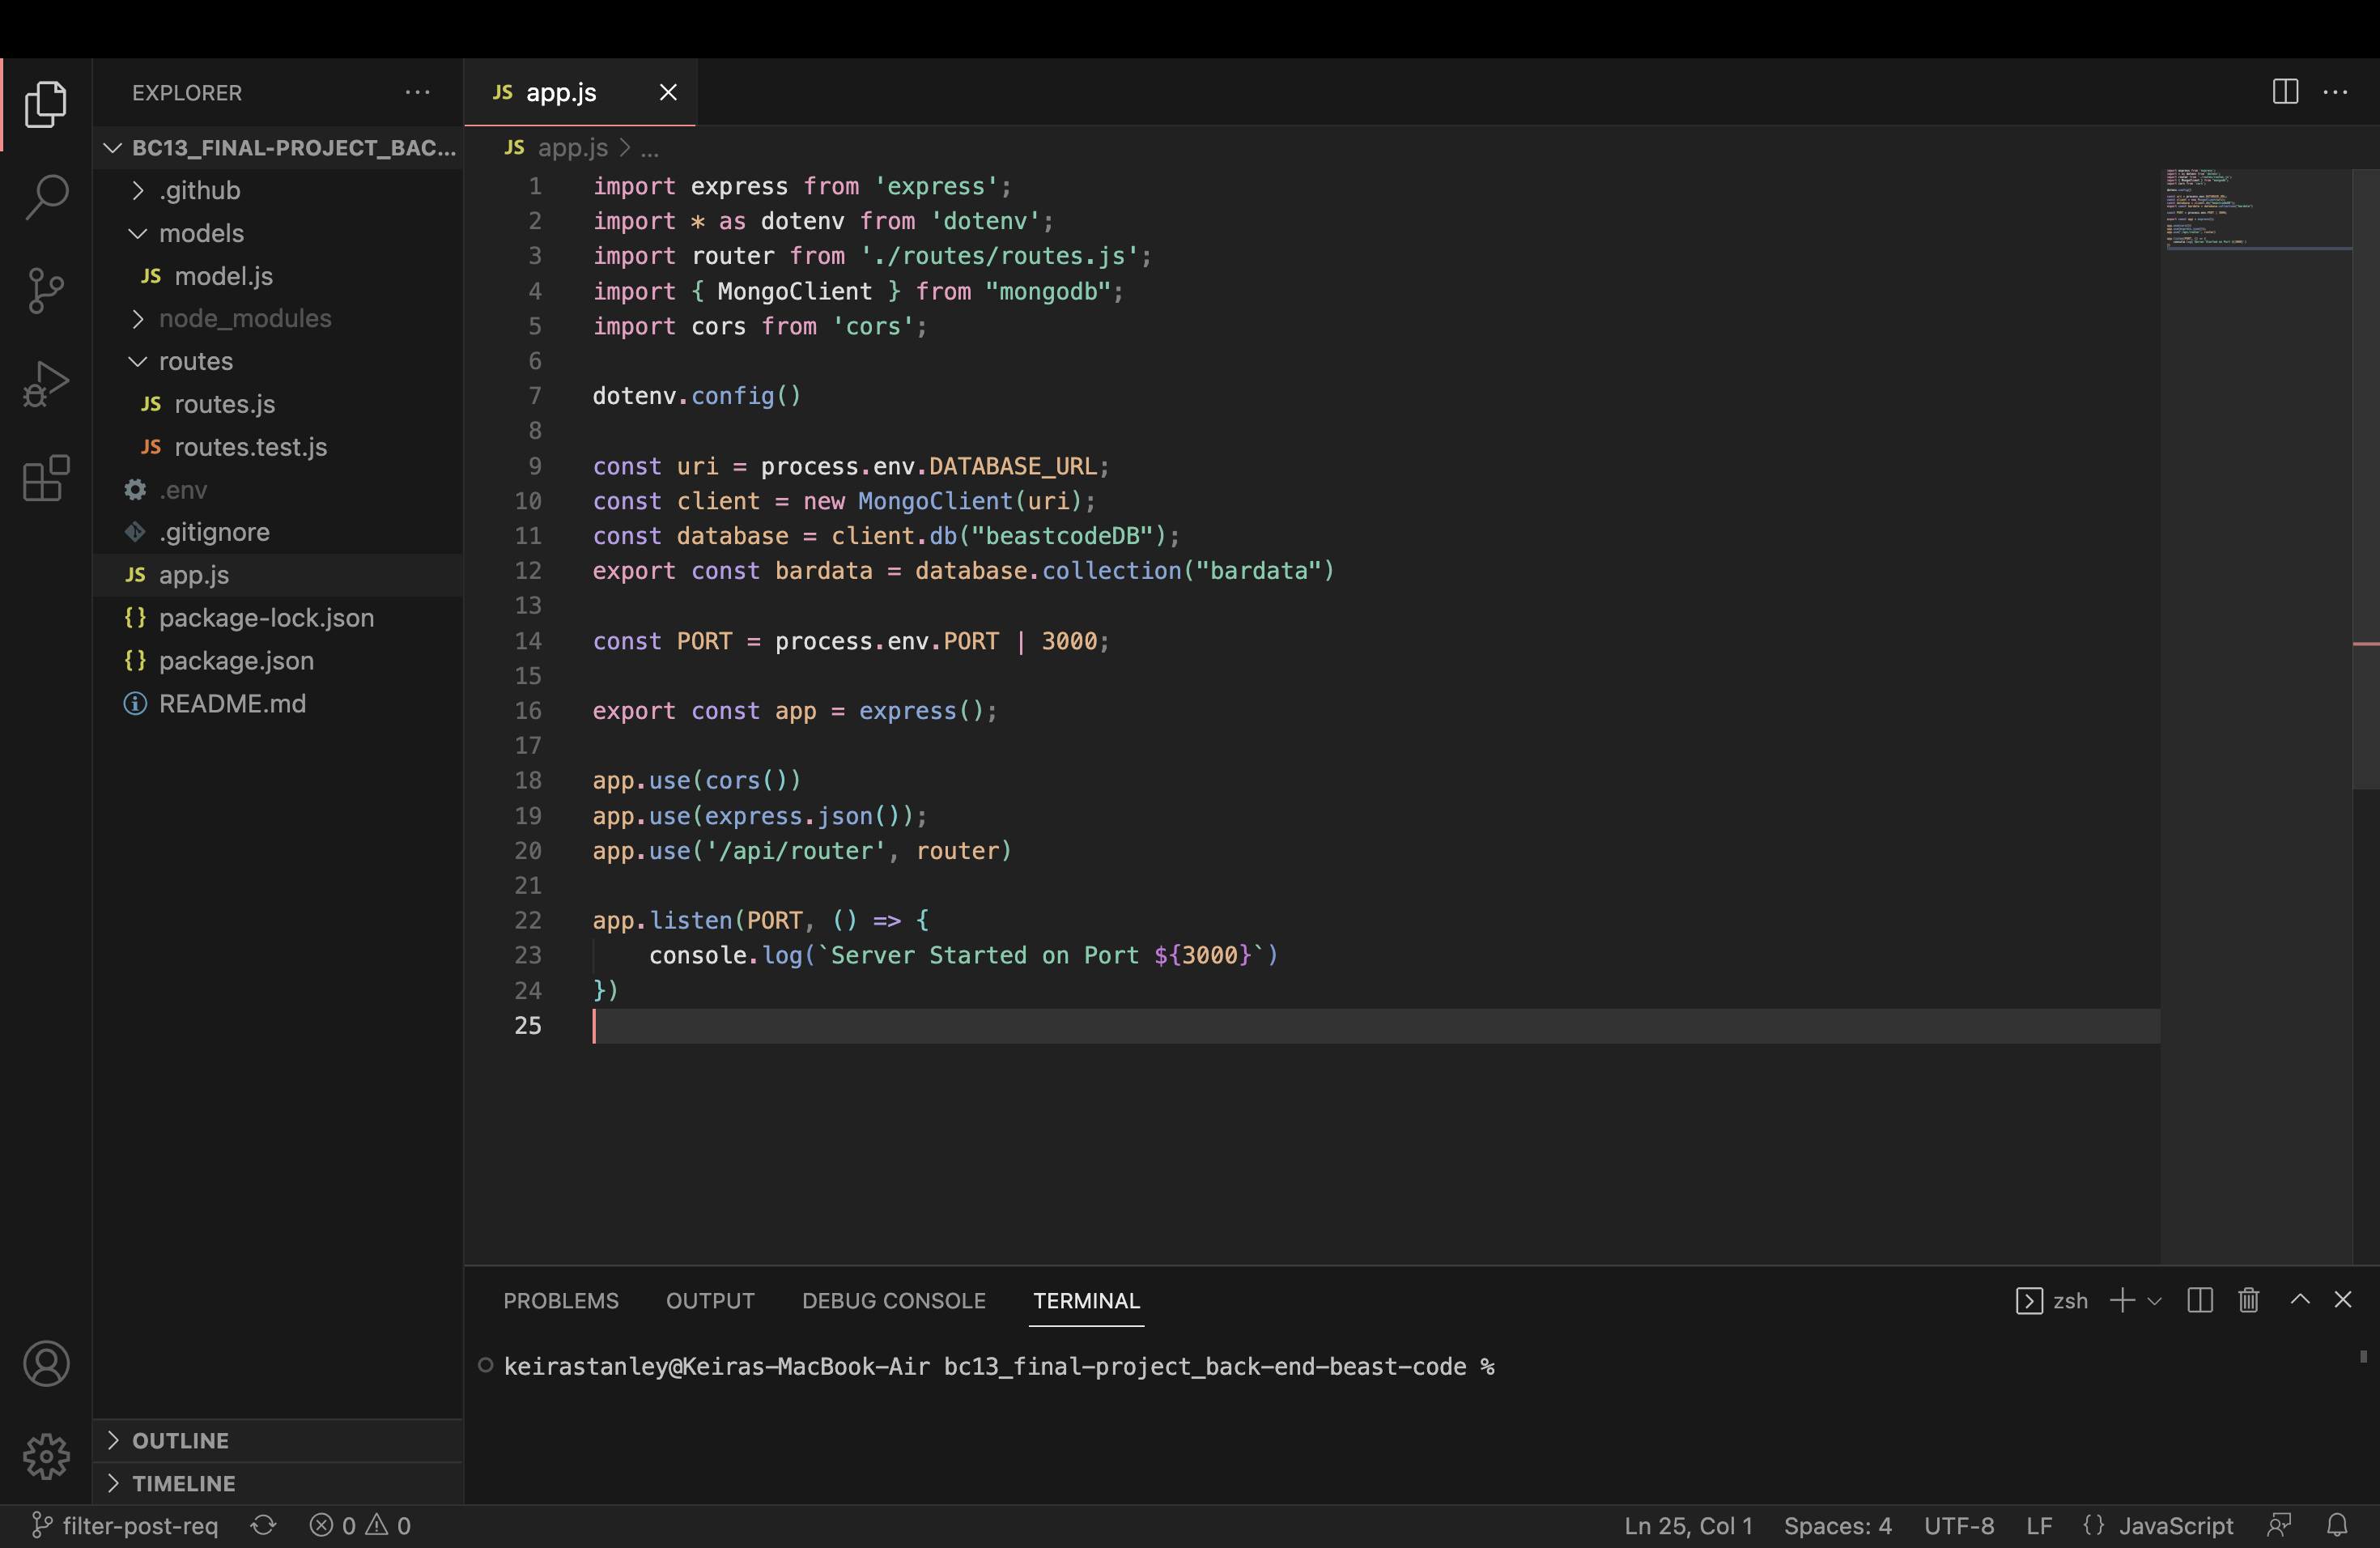 EXPLORER
BC13_FINAL-PROJECT_BAC...
.github
models
JS model.js
node_modules
routes
JS routes.js
JS routes.test.js
.env
.gitignore
JS app.js
{} package-lock.json
{} package.json
README.md
OUTLINE
TIMELINE
JS app.js
JS app.js > ...
1 import express from 'express';
2 import * as dotenv from 'dotenv';
3 import router from './routes/routes.js';
4 import { MongoClient } from "mongodb";
5 import cors from 'cors';
6
7 dotenv.config()
8
9 const uri = process.env.DATABASE_URL;
10 const client = new MongoClient(uri);
11 const database = client.db("beastcodeDB");
12 export const bardata = database.collection("bardata")
13
14 const PORT = process.env.PORT | 3000;
15
16 export const app = express();
17
18 app.use(cors())
19 app.use(express.json());
20 app.use('/api/router', router)
21
22 app.listen(PORT, () => {
23     console.log(`Server Started on Port ${3000}`)
24 })
25
PROBLEMS OUTPUT DEBUG CONSOLE TERMINAL
zsh
keirastanley@Keiras-MacBook-Air bc13_final-project_back-end-beast-code %
filter-post-req 0 0
Ln 25, Col 1 Spaces: 4 UTF-8 LF {} JavaScript